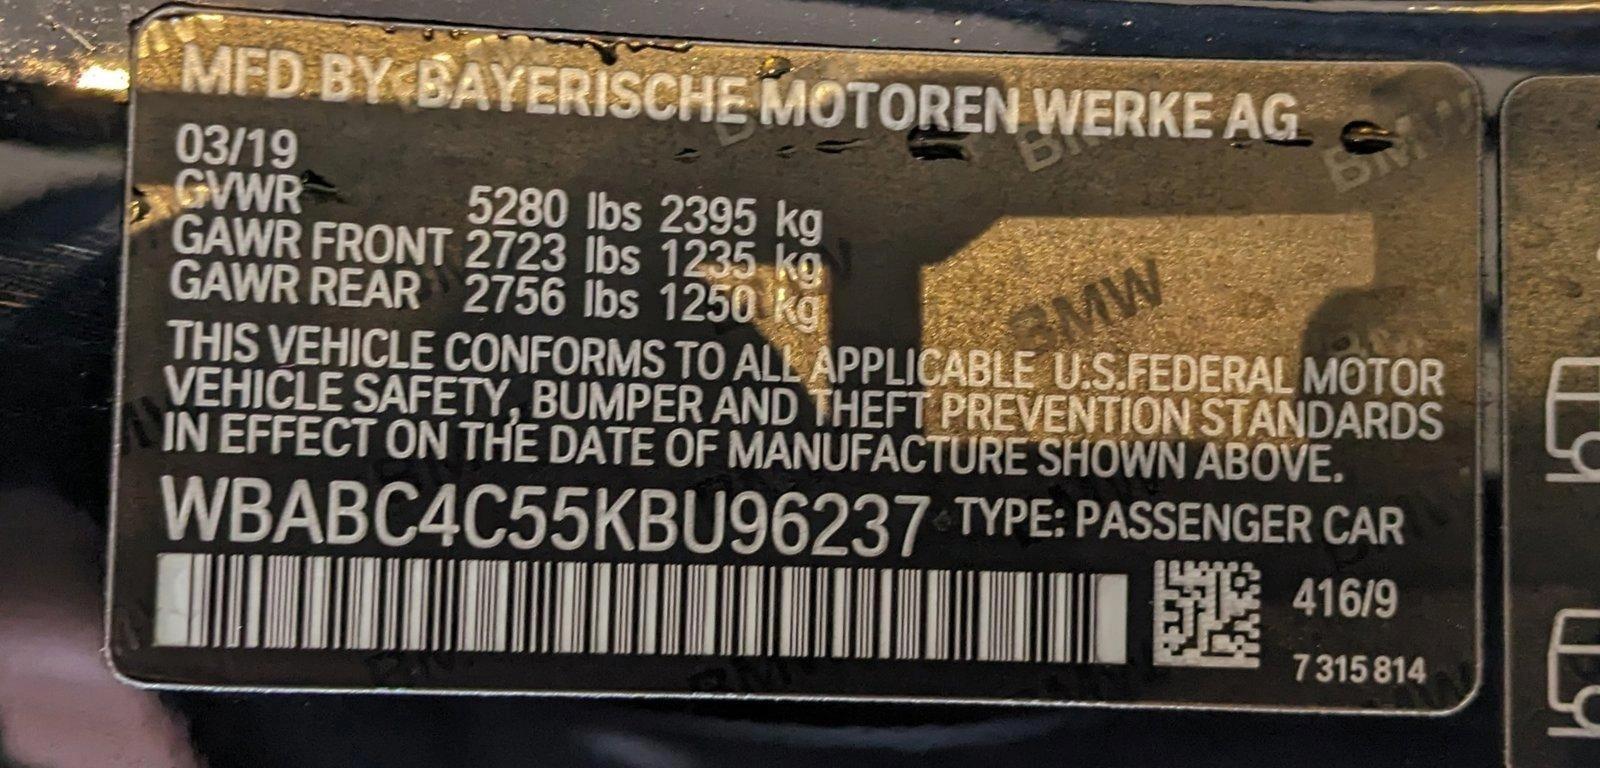 MFD BY BAYERISCHE MOTOREN WERKE AG
03/19
GVWR 5280 lbs 2395 kg
GAWR FRONT 2723 lbs 1235 kg
GAWR REAR 2756 lbs 1250 kg
THIS VEHICLE CONFORMS TO ALL APPLICABLE U.S.FEDERAL MOTOR
VEHICLE SAFETY, BUMPER AND THEFT PREVENTION STANDARDS
IN EFFECT ON THE DATE OF MANUFACTURE SHOWN ABOVE.
WBABC4C55KBU96237 TYPE: PASSENGER CAR
416/9
7 315 814